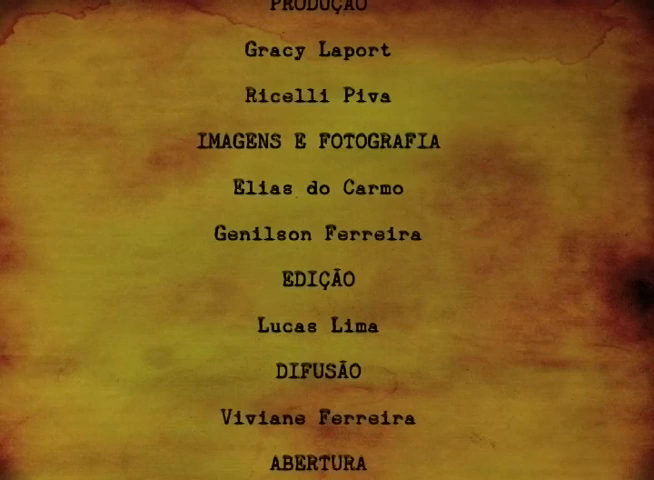 PRODUÇÃO
Gracy Laport
Ricelli Piva
IMAGENS E FOTOGRAFIA
Elias do Carmo
Genilson Ferreira
EDIÇÃO
Lucas Lima
DIFUSÃO
Viviane Ferreira
ABERTURA